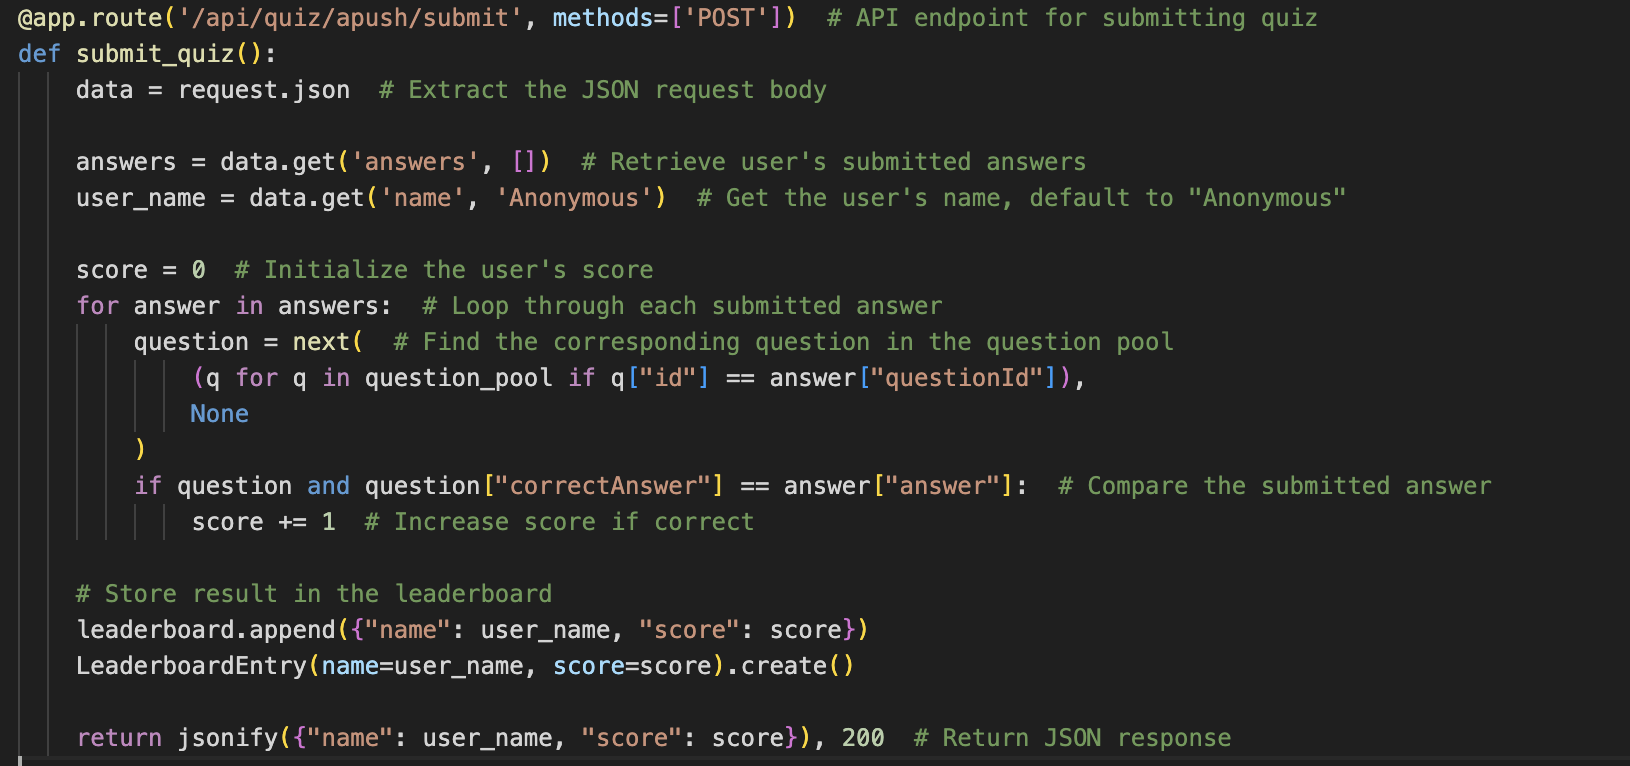 @app.route('/api/quiz/apush/submit', methods=['POST'])  # API endpoint for submitting quiz
def submit_quiz():
    data = request.json  # Extract the JSON request body

    answers = data.get('answers', [])  # Retrieve user's submitted answers
    user_name = data.get('name', 'Anonymous')  # Get the user's name, default to "Anonymous"

    score = 0  # Initialize the user's score
    for answer in answers:  # Loop through each submitted answer
        question = next(  # Find the corresponding question in the question pool
            (q for q in question_pool if q["id"] == answer["questionId"]),
            None
        )
        if question and question["correctAnswer"] == answer["answer"]:  # Compare the submitted answer
            score += 1  # Increase score if correct

    # Store result in the leaderboard
    leaderboard.append({"name": user_name, "score": score})
    LeaderboardEntry(name=user_name, score=score).create()

    return jsonify({"name": user_name, "score": score}), 200  # Return JSON response